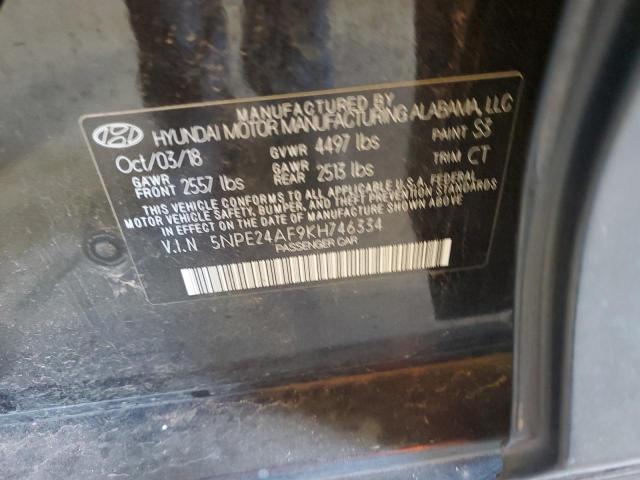 MANUFACTURED BY
HYUNDAI MOTOR MANUFACTURING ALABAMA, LLC
Oct/03/18 GVWR 4497 lbs PAINT S3
GAWR FRONT 2557 lbs GAWR REAR 2513 lbs TRIM CT
THIS VEHICLE CONFORMS TO ALL APPLICABLE U.S.A. FEDERAL
MOTOR VEHICLE SAFETY, BUMPER, AND THEFT PREVENTION STANDARDS
IN EFFECT ON THE DATE OF MANUFACTURE SHOWN ABOVE.
V.I.N 5NPE24AF9KH746334
PASSENGER CAR